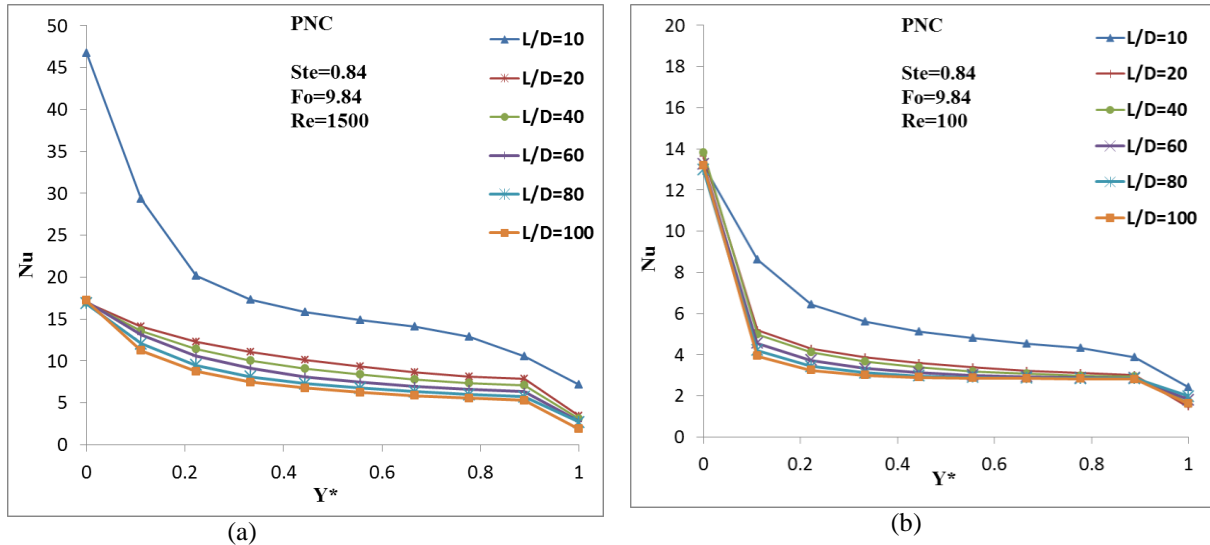 PNC
Ste=0.84
Fo=9.84
Re=1500
L/D=10
L/D=20
L/D=40
L/D=60
L/D=80
L/D=100
50
45
40
35
30
25
20
15
10
5
0
Nu
0 0.2 0.4 0.6 0.8 1
Y*
(a)
PNC
Ste=0.84
Fo=9.84
Re=100
L/D=10
L/D=20
L/D=40
L/D=60
L/D=80
L/D=100
20
18
16
14
12
10
8
6
4
2
0
Nu
0 0.2 0.4 0.6 0.8 1
Y*
(b)